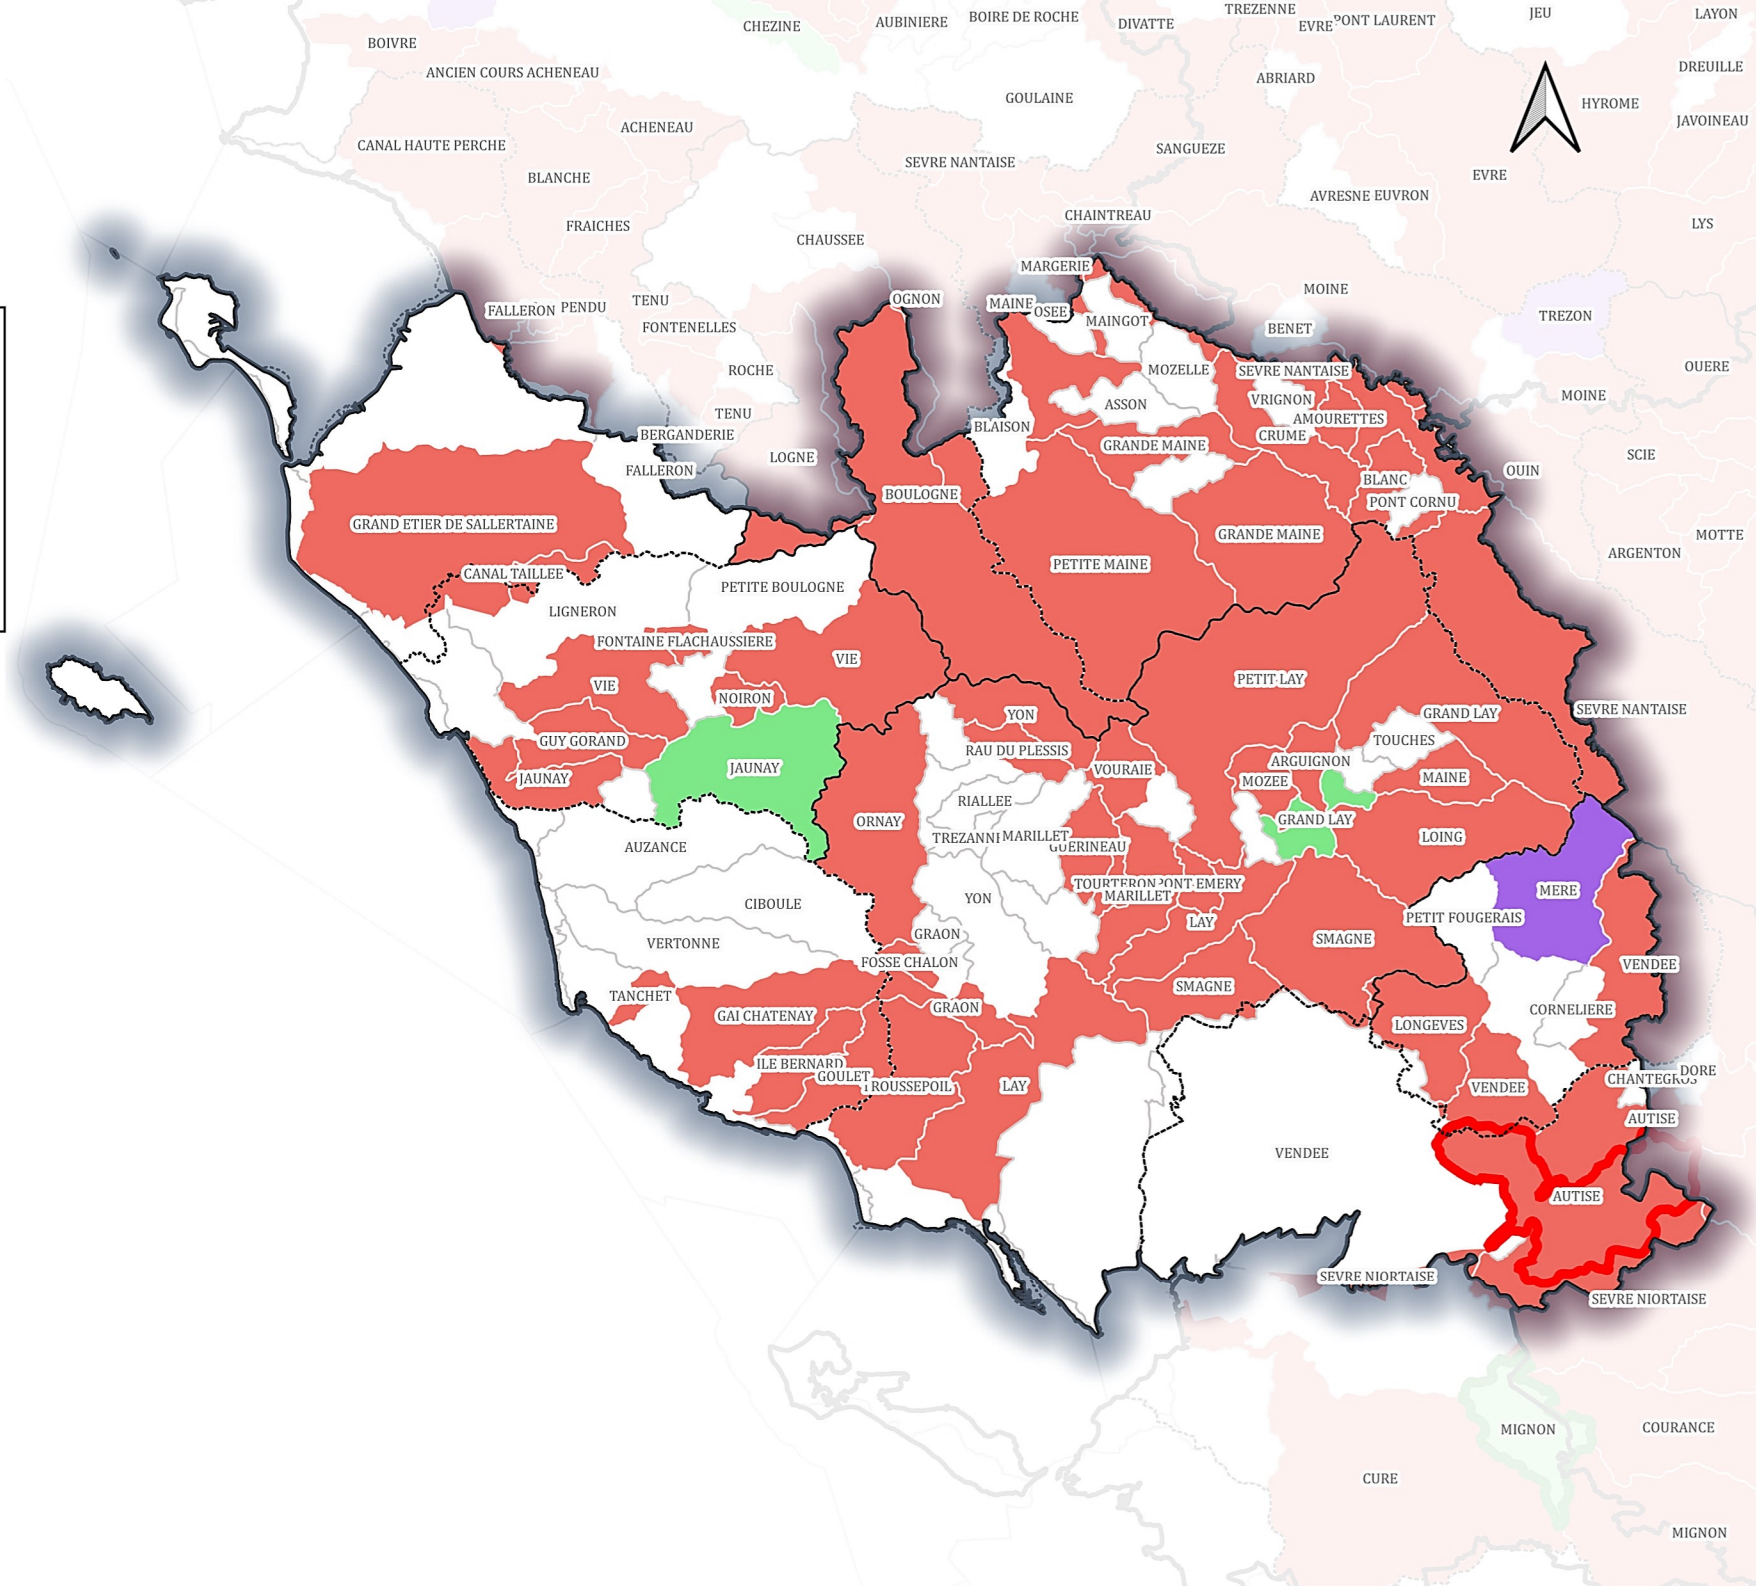 TREZENNE
JEU
LAYON
BOIRE DE ROCHE
AUBINIERE
DIVATTE
EVRE
PONT LAURENT
CHEZINE
BOIVRE
DREUILLE
ANCIEN COURS ACHENEAU
ABRIARD
GOULAINE
HYROME
JAVOINEAU
ACHENEAU
CANAL HAUTE PERCHE
SANGUEZE
SEVRE NANTAISE
EVRE
BLANCHE
AVRESNE EUVRON
CHAINTREAU
FRAICHES
LYS
CHAUSSEE
MARGERIE
MOINE
OGNON
TENU
MAINE
FALLERON
PENDU
OSEE
TREZON
MAINGOT
FONTENELLES
BENET
ROCHE
MOZELLE
SEVRE NANTAISE
OUERE
MOINE
VRIGNON
ASSON
TENU
AMOURETTES
BLAISON
BERGANDERIE
CRUME
GRANDE MAINE
LOGNE
SCIE
FALLERON
OUIN
BLANC
BOULOGNE
PONT CORNU
GRAND ETIER DE SALLERTAINE
GRANDE MAINE
MOTTE
ARGENTON
PETITE MAINE
CANAL TAILLEE
PETITE BOULOGNE
LIGNERON
FONTAINE FLACHAUSSIERE
VIE
PETIT LAY
VIE
NOIRON
SEVRE NANTAISE
YON
GRAND LAY
GUY GORAND
TOUCHES
RAU DU PLESSIS
ARGUIGNON
JAUNAY
VOURAIE
JAUNAY
MAINE
MOZEE
RIALLEE
ORNAY
GRAND LAY
TREZANN
MARILLET
LOING
AUZANCE
GUERINEAU
TOURTERON
PONT EMERY
MERE
MARILLET
YON
CIBOULE
PETIT FOUGERAIS
LAY
GRAON
SMAGNE
VERTONNE
FOSSE CHALON
VENDEE
SMAGNE
TANCHET
GRAON
CORNELIERE
GAI CHATENAY
LONGEVES
ILE BERNARD
DORE
GOULET
CHANTEGROS
TROUSSEPOIL
LAY
VENDEE
AUTISE
VENDEE
AUTISE
SEVRE NIORTAISE
SEVRE NIORTAISE
MIGNON
COURANCE
CURE
MIGNON